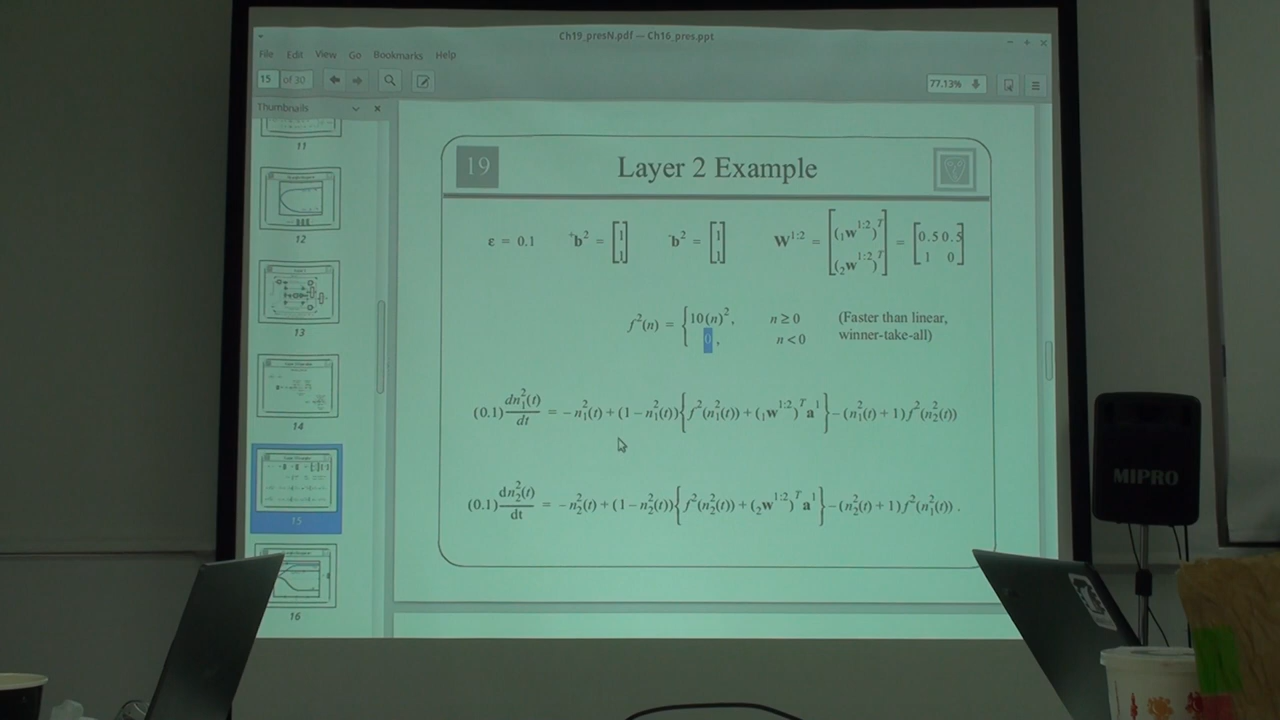 Ch19_presN.pdf — Ch16_pres.ppt
File Edit View Go Bookmarks Help
15 of 30
77.13%
Thumbnails
11
12
13
14
15
16
19
Layer 2 Example
ε = 0.1 ⁺b² = [1 1] ⁻b² = [1 1] W^{1:2} = [(₁w^{1:2})^T (₂w^{1:2})^T] = [0.5 0.5 1 0]
f²(n) = { 10(n)², n ≥ 0 (Faster than linear,
0, n < 0 winner-take-all)
(0.1) dn₁²(t)/dt = −n₁²(t) + (1 − n₁²(t)){f²(n₁²(t)) + (₁w^{1:2})^T a¹} − (n₁²(t) + 1) f²(n₂²(t))
(0.1) dn₂²(t)/dt = −n₂²(t) + (1 − n₂²(t)){f²(n₂²(t)) + (₂w^{1:2})^T a¹} − (n₂²(t) + 1) f²(n₁²(t)) .
MIPRO